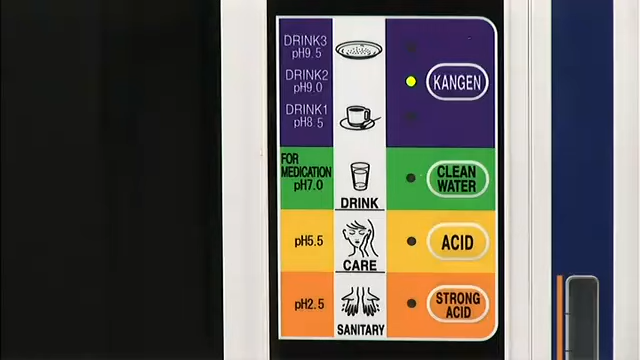 DRINK3
pH9.5
DRINK2
pH9.0
KANGEN
DRINK1
pH8.5
FOR
MEDICATION
pH7.0
CLEAN
WATER
DRINK
pH5.5
ACID
CARE
pH2.5
STRONG
ACID
SANITARY